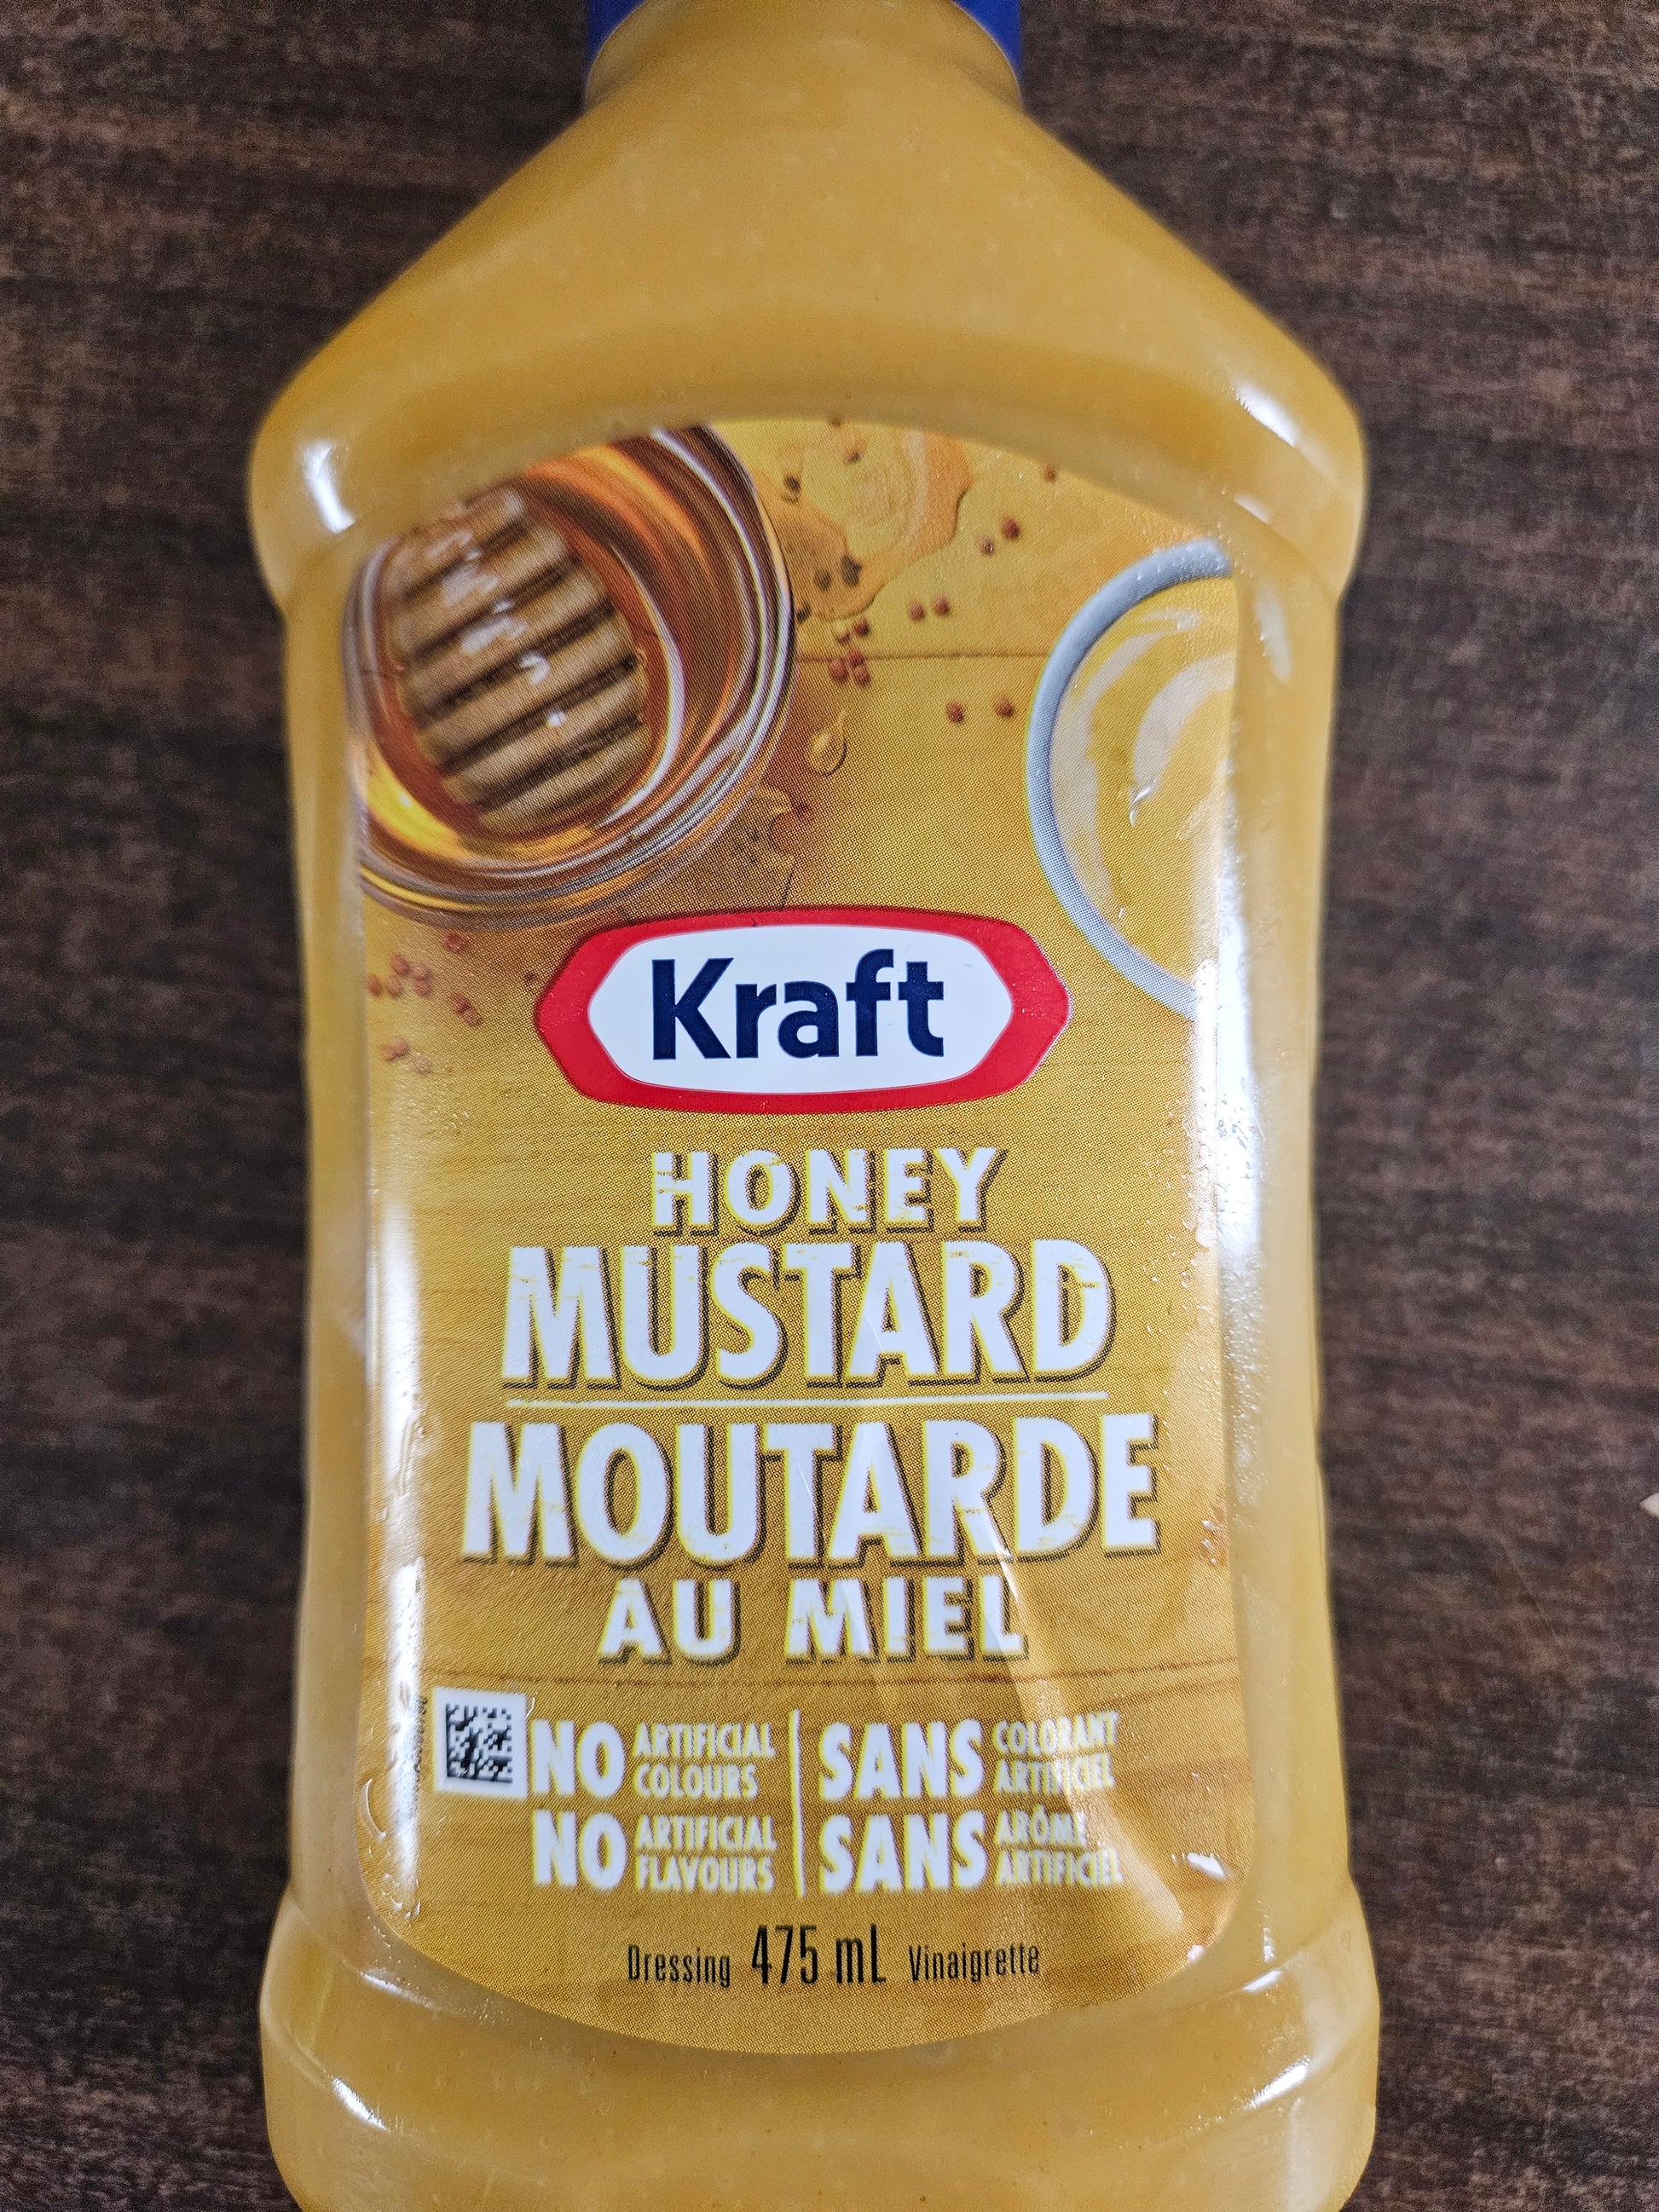 Kraft
HONEY
MUSTARD
MOUTARDE
AU MIEL
NO ARTIFICIAL COLOURS
NO ARTIFICIAL FLAVOURS
SANS COLORANT ARTIFICIEL
SANS ARÔME ARTIFICIEL
Dressing 475 mL Vinaigrette